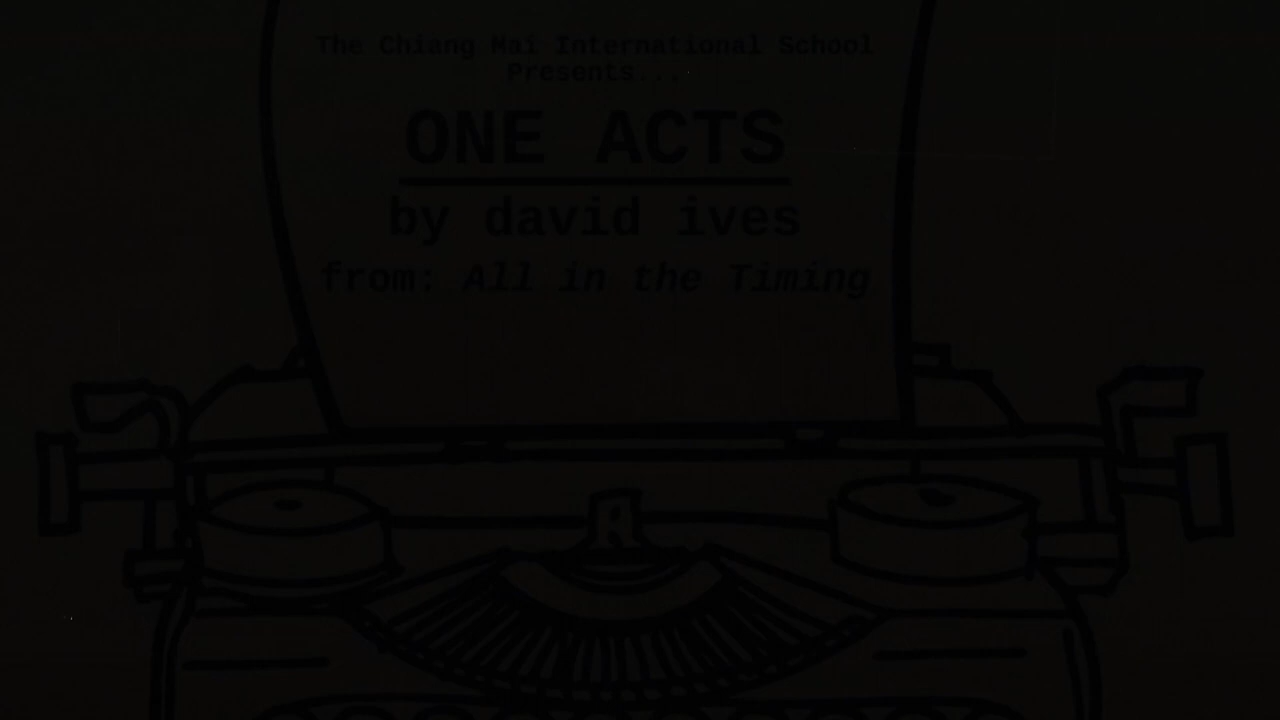 The Chiang Mai International School
Presents...
ONE ACTS
by david ives
from: All in the Timing